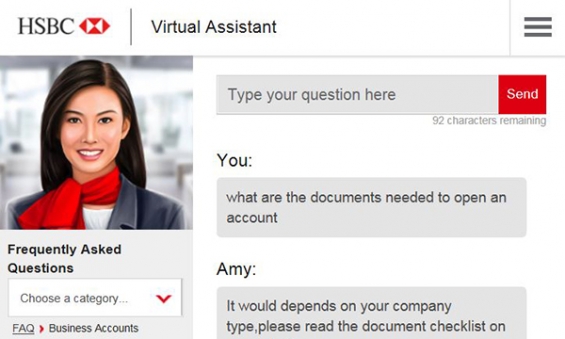 HSBC
Virtual Assistant
Type your question here
Send
92 characters remaining
You:
what are the documents needed to open an
account
Amy:
It would depends on your company
type,please read the document checklist on
Frequently Asked
Questions
Choose a category...
FAQ > Business Accounts